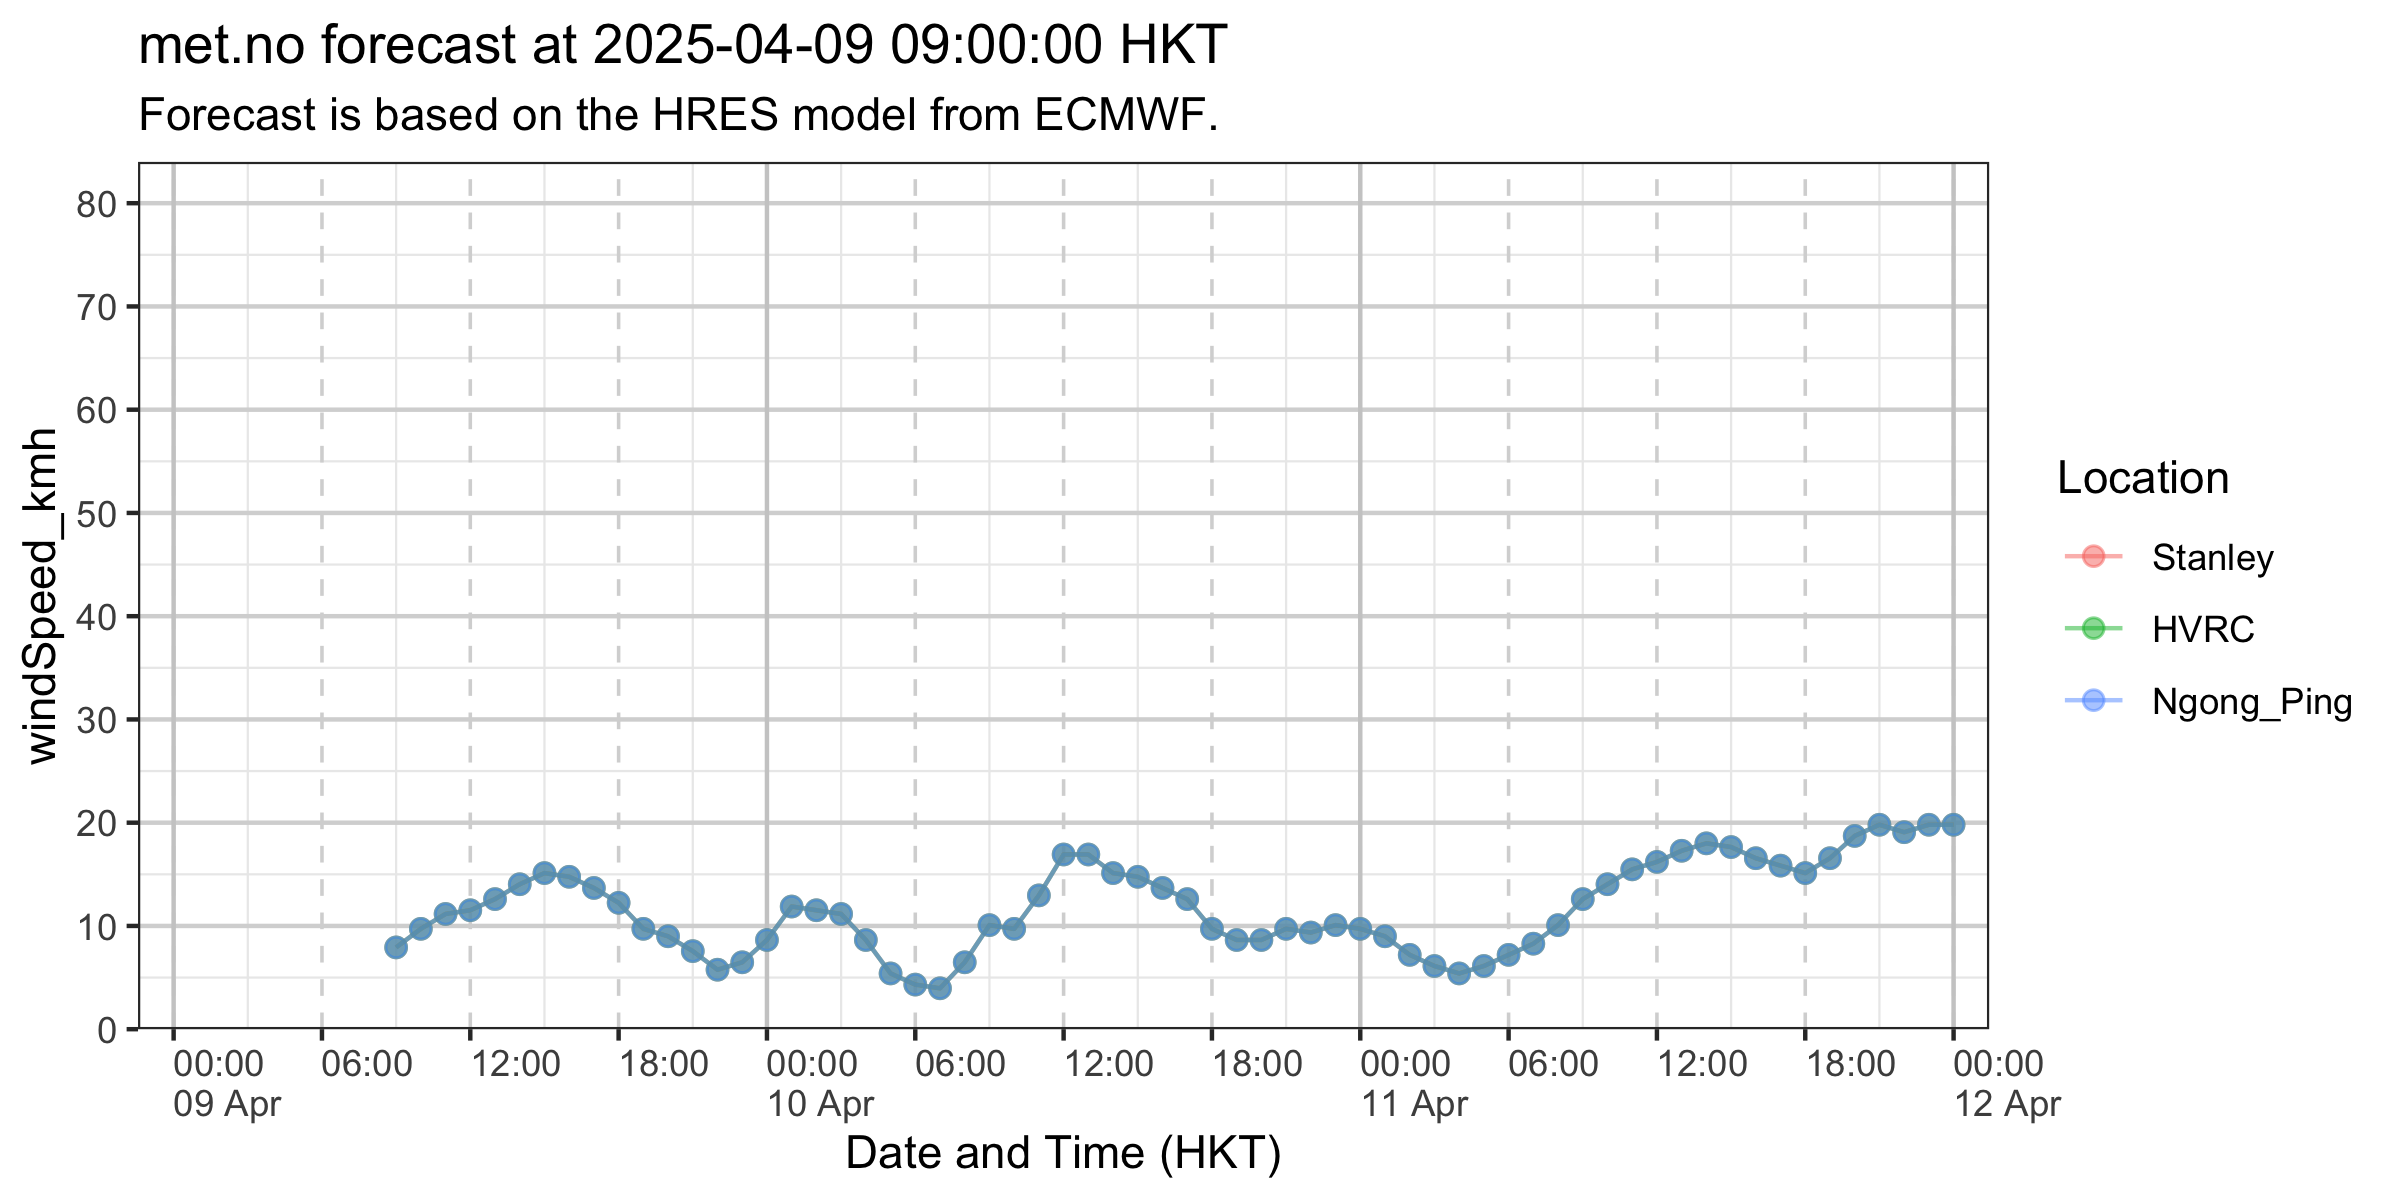 met.no forecast at 2025-04-09 09:00:00 HKT
Forecast is based on the HRES model from ECMWF.
windSpeed_kmh
80
70
60
50
40
30
20
10
0
00:00 06:00 12:00 18:00 00:00 06:00 12:00 18:00 00:00 06:00 12:00 18:00 00:00
09 Apr 10 Apr 11 Apr 12 Apr
Date and Time (HKT)
Location
Stanley
HVRC
Ngong_Ping